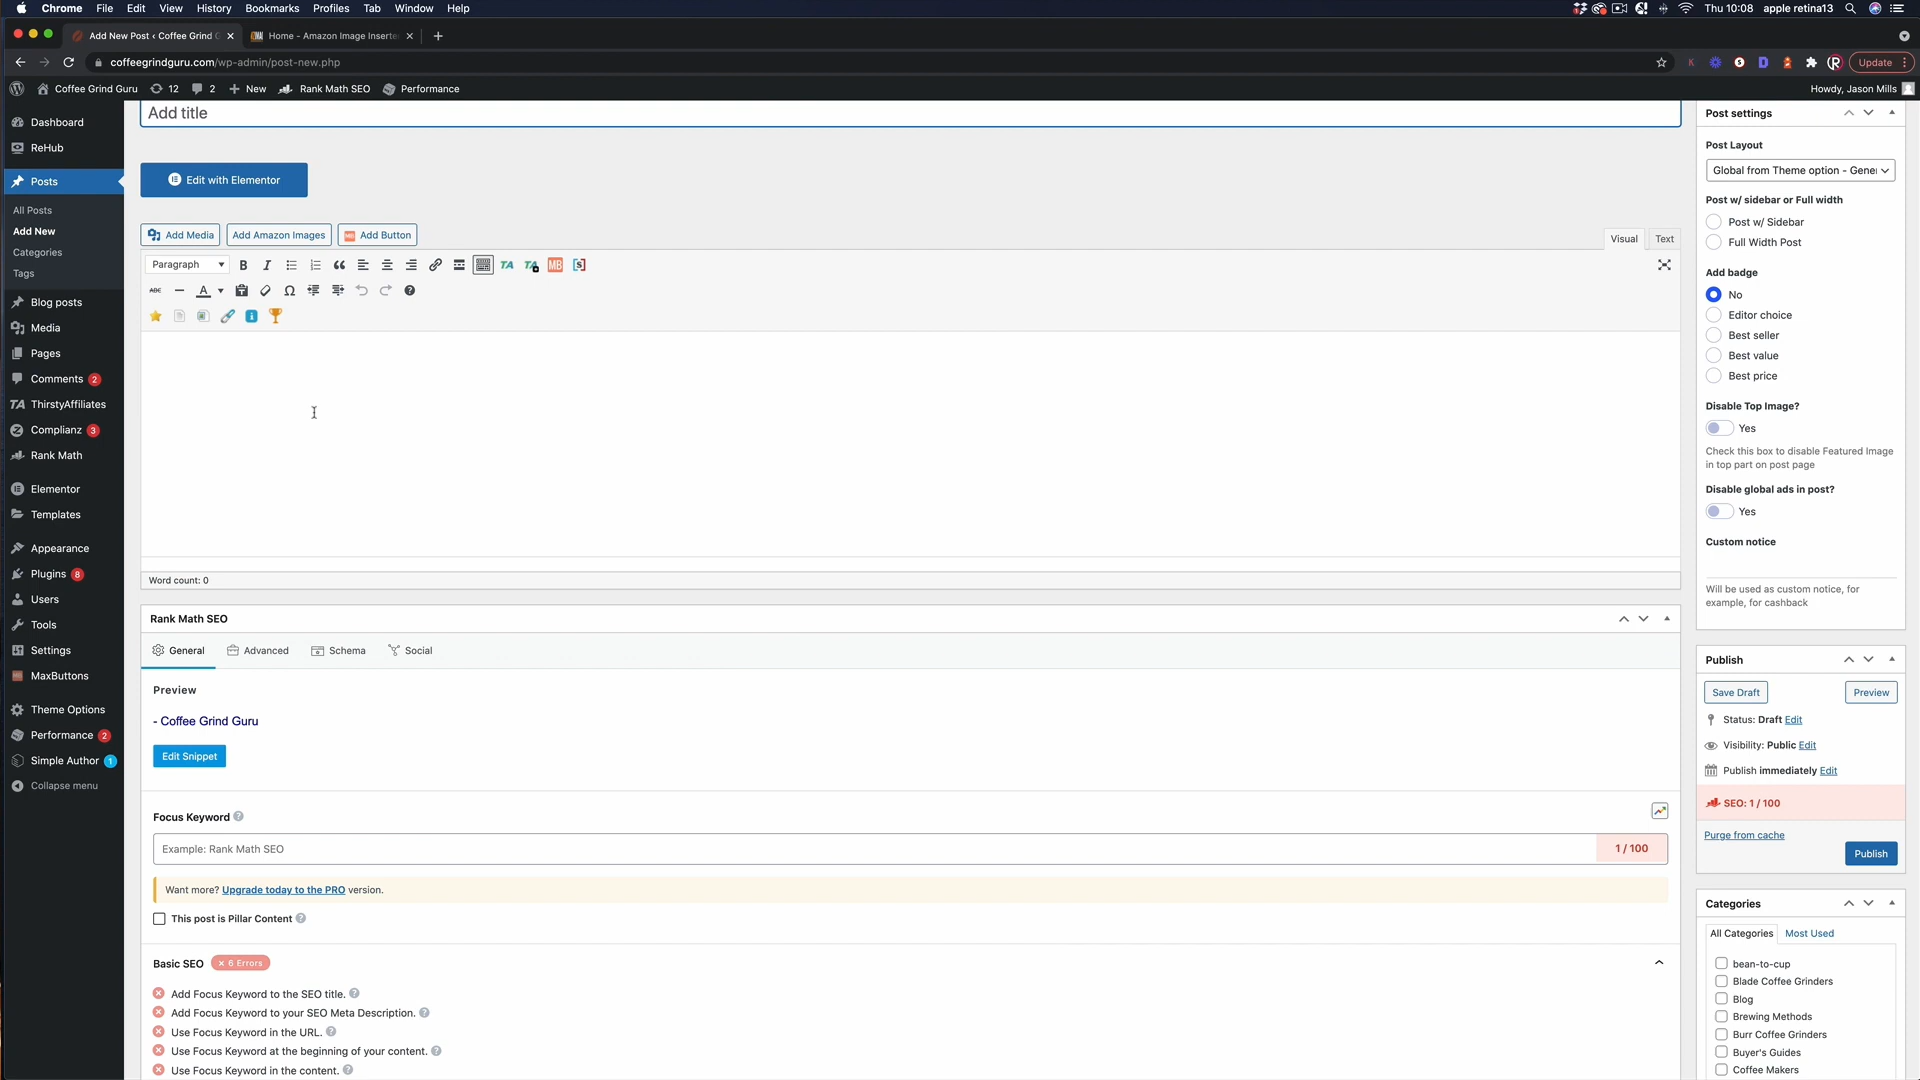 Chrome File Edit View History Bookmarks Profiles Tab Window Help Thu 10:08 apple retina13
Add New Post ‹ Coffee Grind G Home - Amazon Image Inserte
coffeegrindguru.com/wp-admin/post-new.php Update
Coffee Grind Guru 12 2 New Rank Math SEO Performance Howdy, Jason Mills
Dashboard
ReHub
Posts
All Posts
Add New
Categories
Tags
Blog posts
Media
Pages
Comments 2
TA ThirstyAffiliates
Complianz 3
Rank Math
Elementor
Templates
Appearance
Plugins 8
Users
Tools
Settings
MaxButtons
Theme Options
Performance 2
Simple Author 1
Collapse menu
Add title
Edit with Elementor
Add Media Add Amazon Images Add Button
Visual Text
Paragraph B I TA TA MB [s]
ABC A Ω
Word count: 0
Rank Math SEO
General Advanced Schema Social
Preview
- Coffee Grind Guru
Edit Snippet
Focus Keyword
Example: Rank Math SEO 1 / 100
Want more? Upgrade today to the PRO version.
This post is Pillar Content
Basic SEO × 6 Errors
Add Focus Keyword to the SEO title.
Add Focus Keyword to your SEO Meta Description.
Use Focus Keyword in the URL.
Use Focus Keyword at the beginning of your content.
Use Focus Keyword in the content.
Post settings
Post Layout
Global from Theme option - Gene
Post w/ sidebar or Full width
Post w/ Sidebar
Full Width Post
Add badge
No
Editor choice
Best seller
Best value
Best price
Disable Top Image?
Yes
Check this box to disable Featured Image
in top part on post page
Disable global ads in post?
Yes
Custom notice
Will be used as custom notice, for
example, for cashback
Publish
Save Draft Preview
Status: Draft Edit
Visibility: Public Edit
Publish immediately Edit
SEO: 1 / 100
Purge from cache
Publish
Categories
All Categories Most Used
bean-to-cup
Blade Coffee Grinders
Blog
Brewing Methods
Burr Coffee Grinders
Buyer's Guides
Coffee Makers